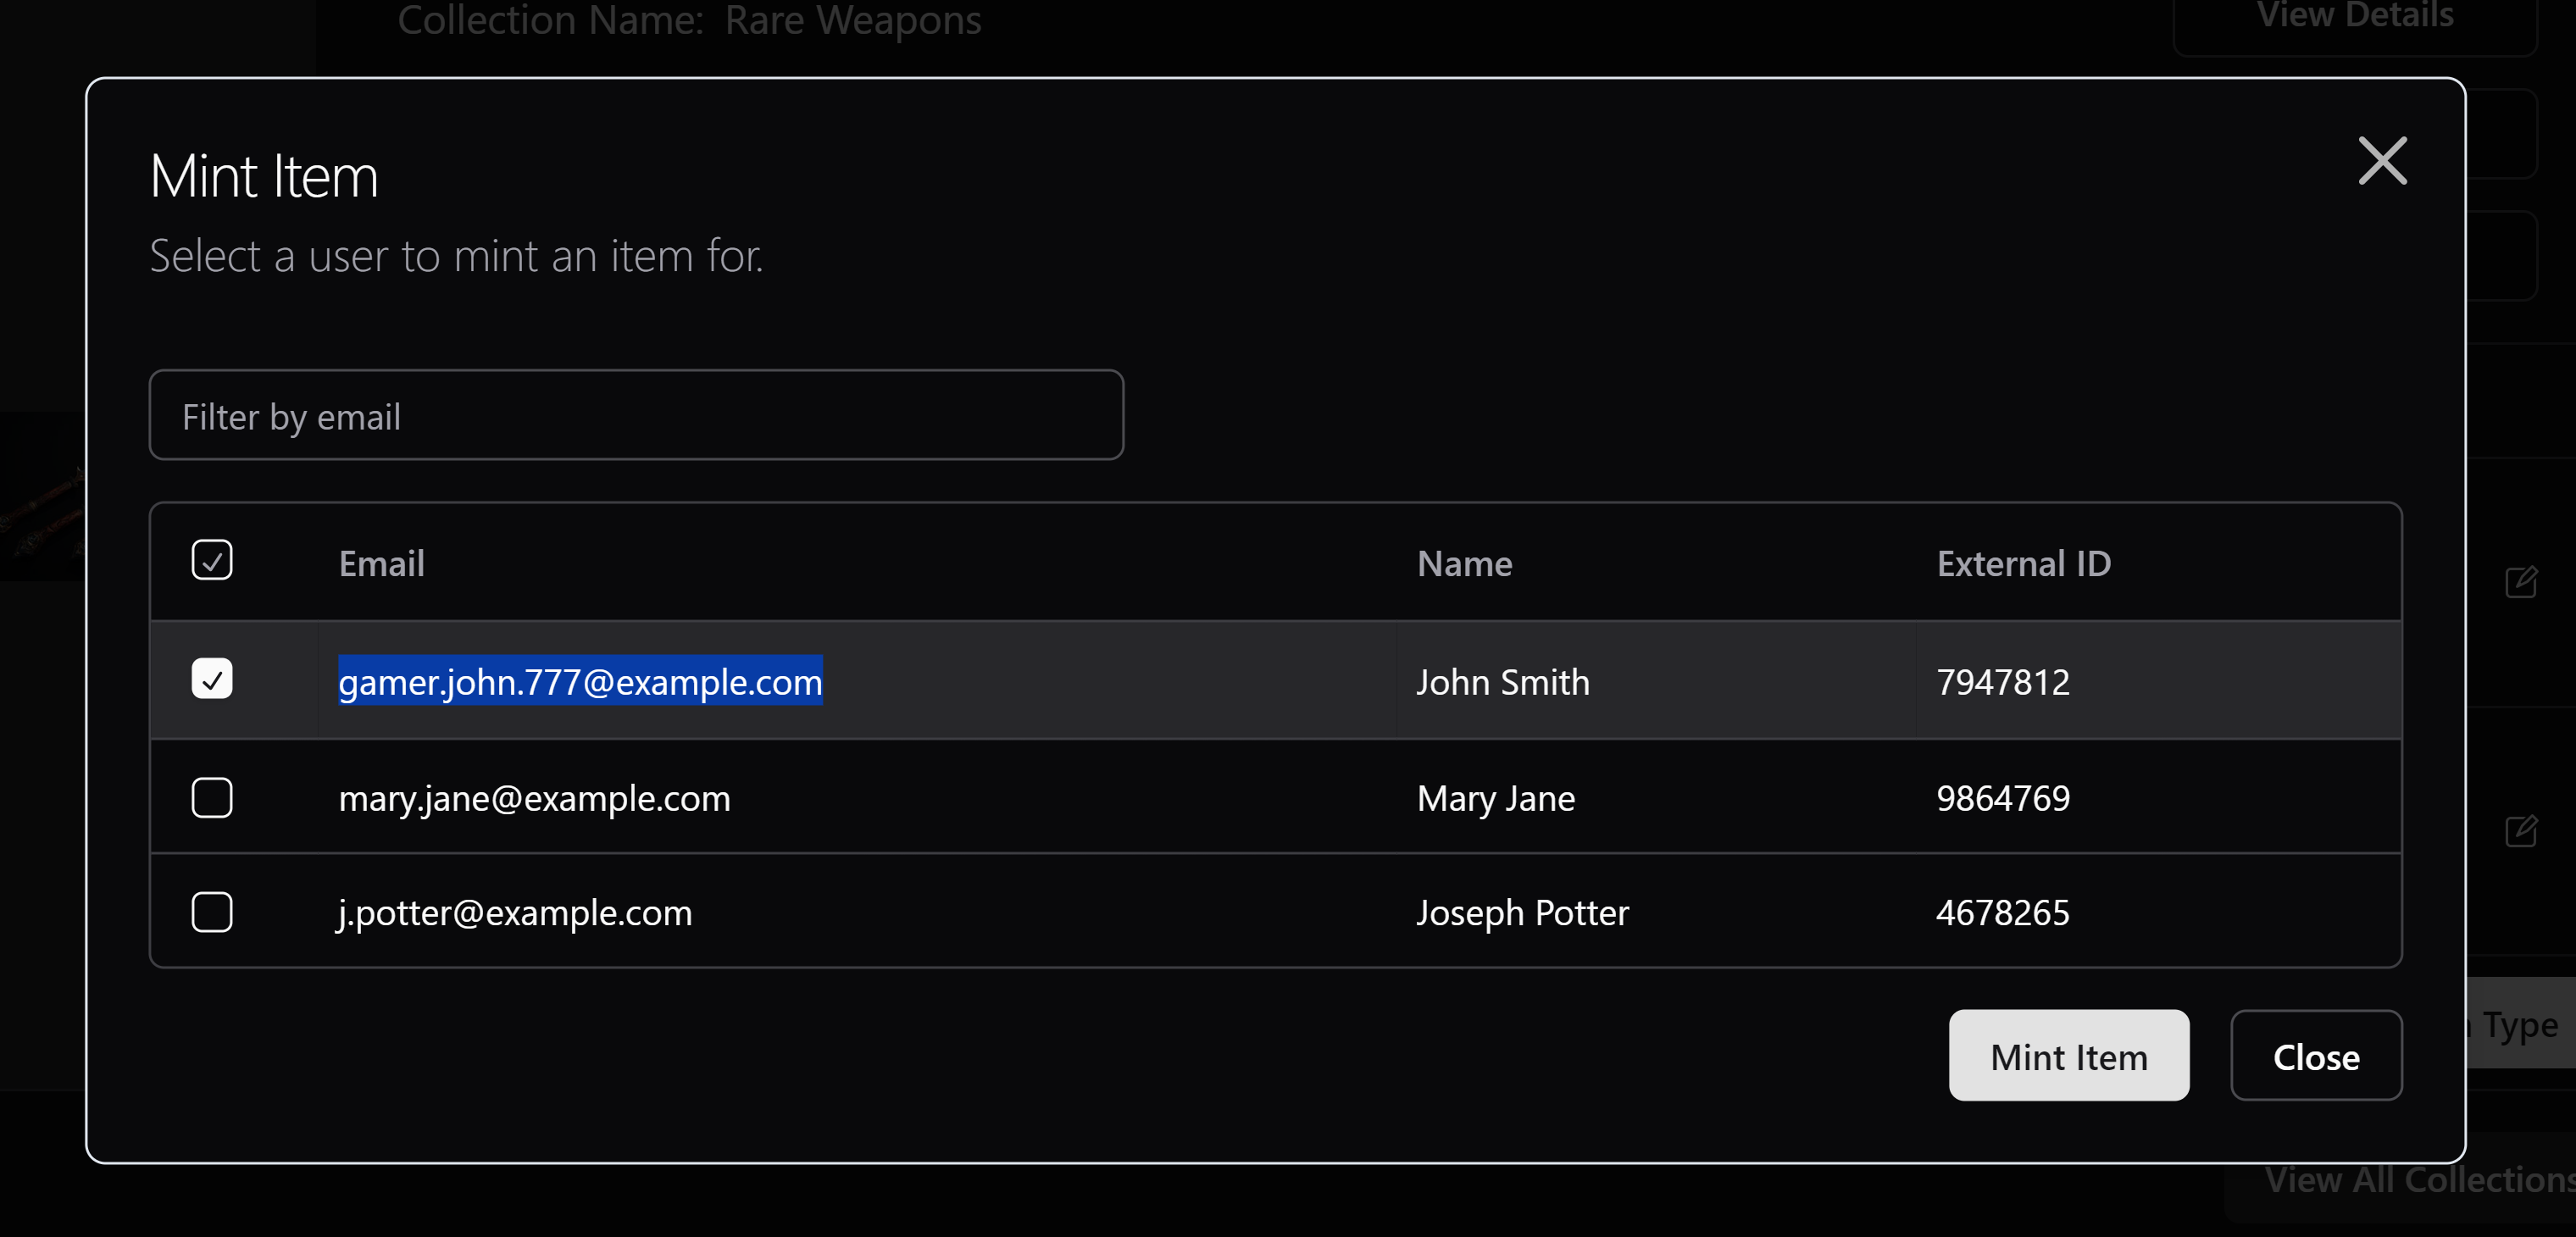 Collection Name: Rare Weapons
View Details
Mint Item
Select a user to mint an item for.
Filter by email
Email Name External ID
gamer.john.777@example.com John Smith 7947812
mary.jane@example.com Mary Jane 9864769
j.potter@example.com Joseph Potter 4678265
Type
Mint Item Close
View All Collections